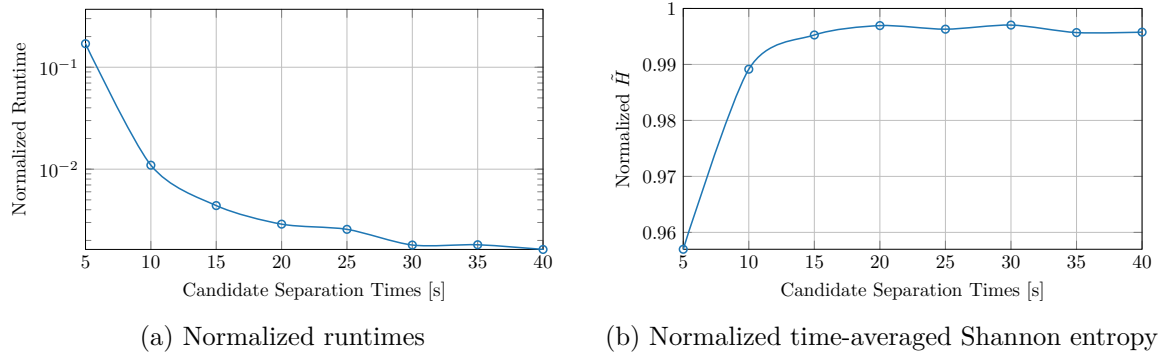 10⁻¹
10⁻²
Normalized Runtime
5 10 15 20 25 30 35 40
Candidate Separation Times [s]
(a) Normalized runtimes
1
0.99
0.98
0.97
0.96
Normalized H̃
5 10 15 20 25 30 35 40
Candidate Separation Times [s]
(b) Normalized time-averaged Shannon entropy